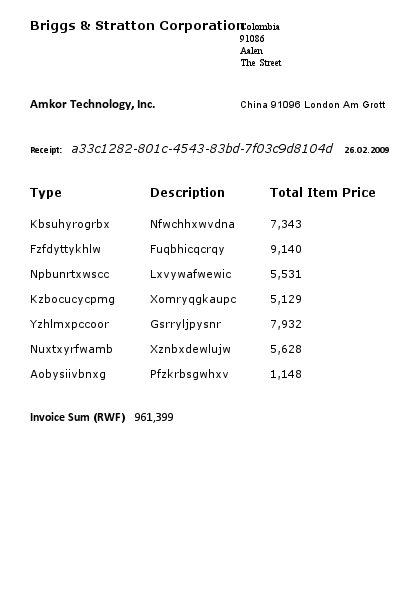 Briggs & Stratton Corporation
Colombia
91086
Aalen
The Street
Amkor Technology, Inc. China 91096 London Am Grott
Receipt: a33c1282-801c-4543-83bd-7f03c9d8104d 26.02.2009
Type Description Total Item Price
Kbsuhyrogrbx Nfwchhxwvdna 7,343
Fzfdyttykhlw Fuqbhicqcrqy 9,140
Npbunrtxwscc Lxvywafwewic 5,531
Kzbocucycpmg Xomryqgkaupc 5,129
Yzhlmxpccoor Gsrryljpysnr 7,932
Nuxtxyrfwamb Xznbxdewlujw 5,628
Aobysiivbnxg Pfzkrbsgwhxv 1,148
Invoice Sum (RWF) 961,399